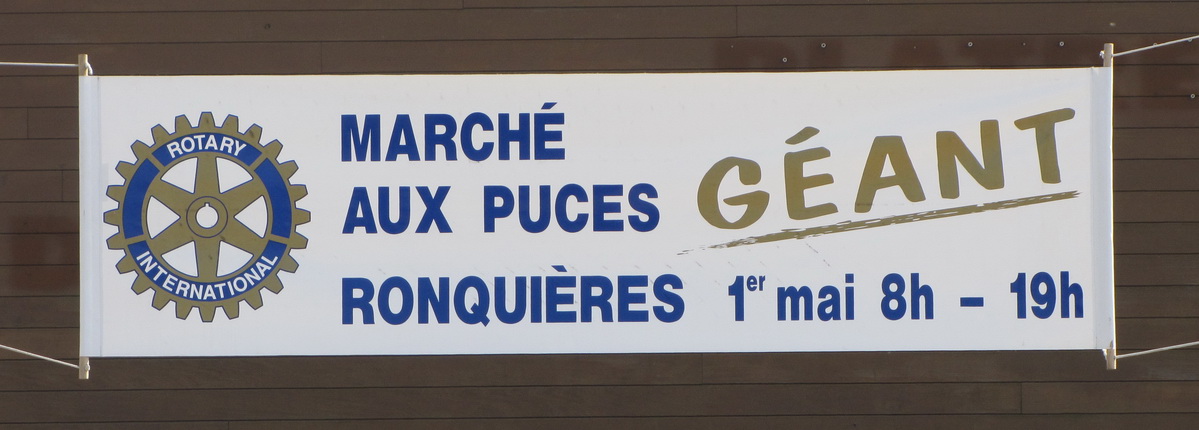 ROTARY
INTERNATIONAL
MARCHÉ
AUX PUCES GÉANT
RONQUIÈRES 1er mai 8h – 19h